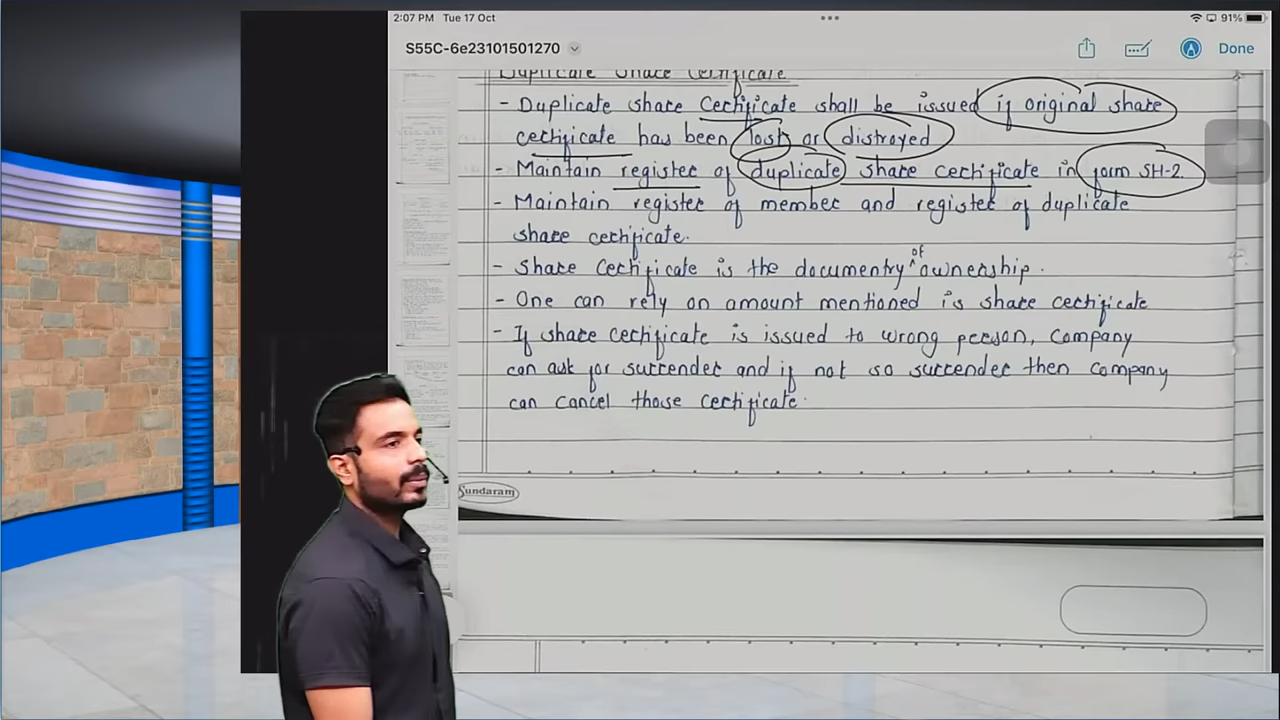 2:07 PM Tue 17 Oct
91%
S55C-6e23101501270
Done
Duplicate Share Certificate
- Duplicate share certificate shall be issued if original share
certificate has been lost or distroyed
- Maintain register of duplicate share certificate in form SH-2.
- Maintain register of member and register of duplicate
share certificate.
- Share certificate is the documentry of ownership.
- One can rely on amount mentioned is share certificate
- If share certificate is issued to wrong person, Company
can ask for surrender and if not so surrender then company
can cancel those certificate.
Sundaram